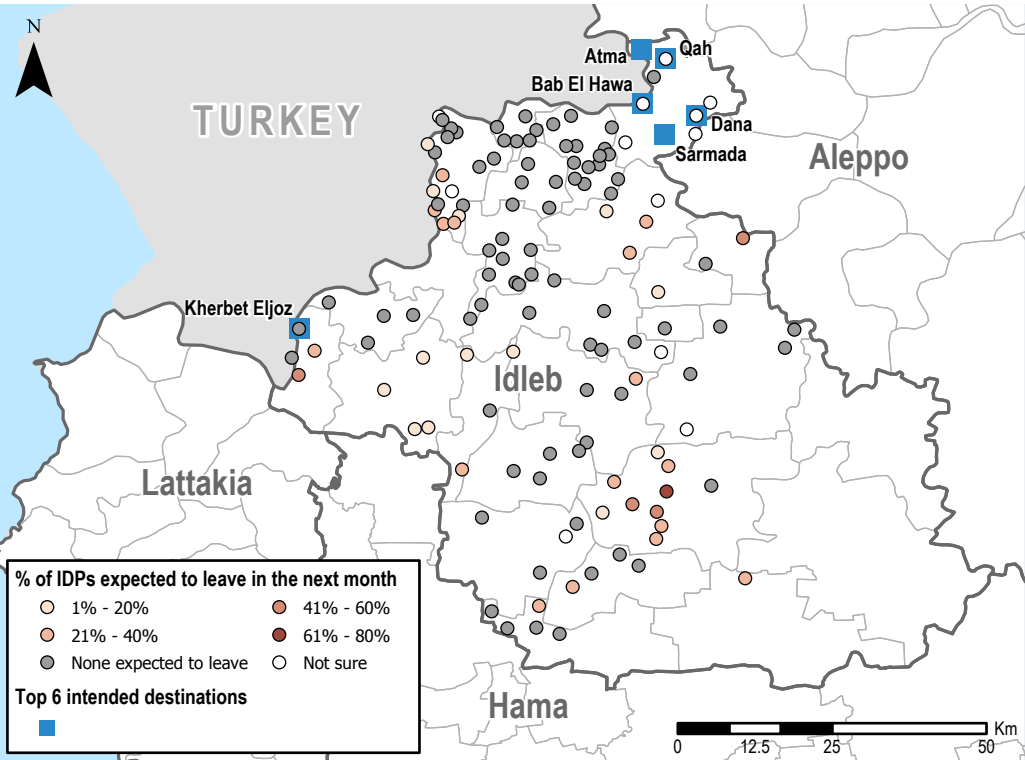 N
Atma
Qah
Bab El Hawa
TURKEY
Dana
Sarmada
Aleppo
Kherbet Eljoz
Idleb
Lattakia
% of IDPs expected to leave in the next month
1% - 20%
41% - 60%
21% - 40%
61% - 80%
None expected to leave
Not sure
Top 6 intended destinations
Hama
Km
0
12.5
25
50